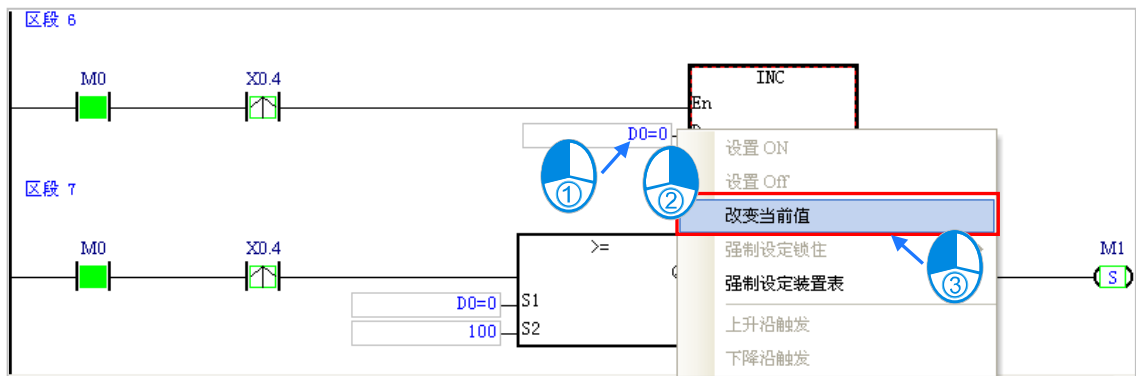 区段 6
M0 X0.4 INC
En
D0=0
设置 ON
① ②
设置 Off
区段 7
改变当前值
M0 X0.4 >= 强制设定锁住 M1
③
S
强制设定装置表
D0=0 S1
100 S2
上升沿触发
下降沿触发